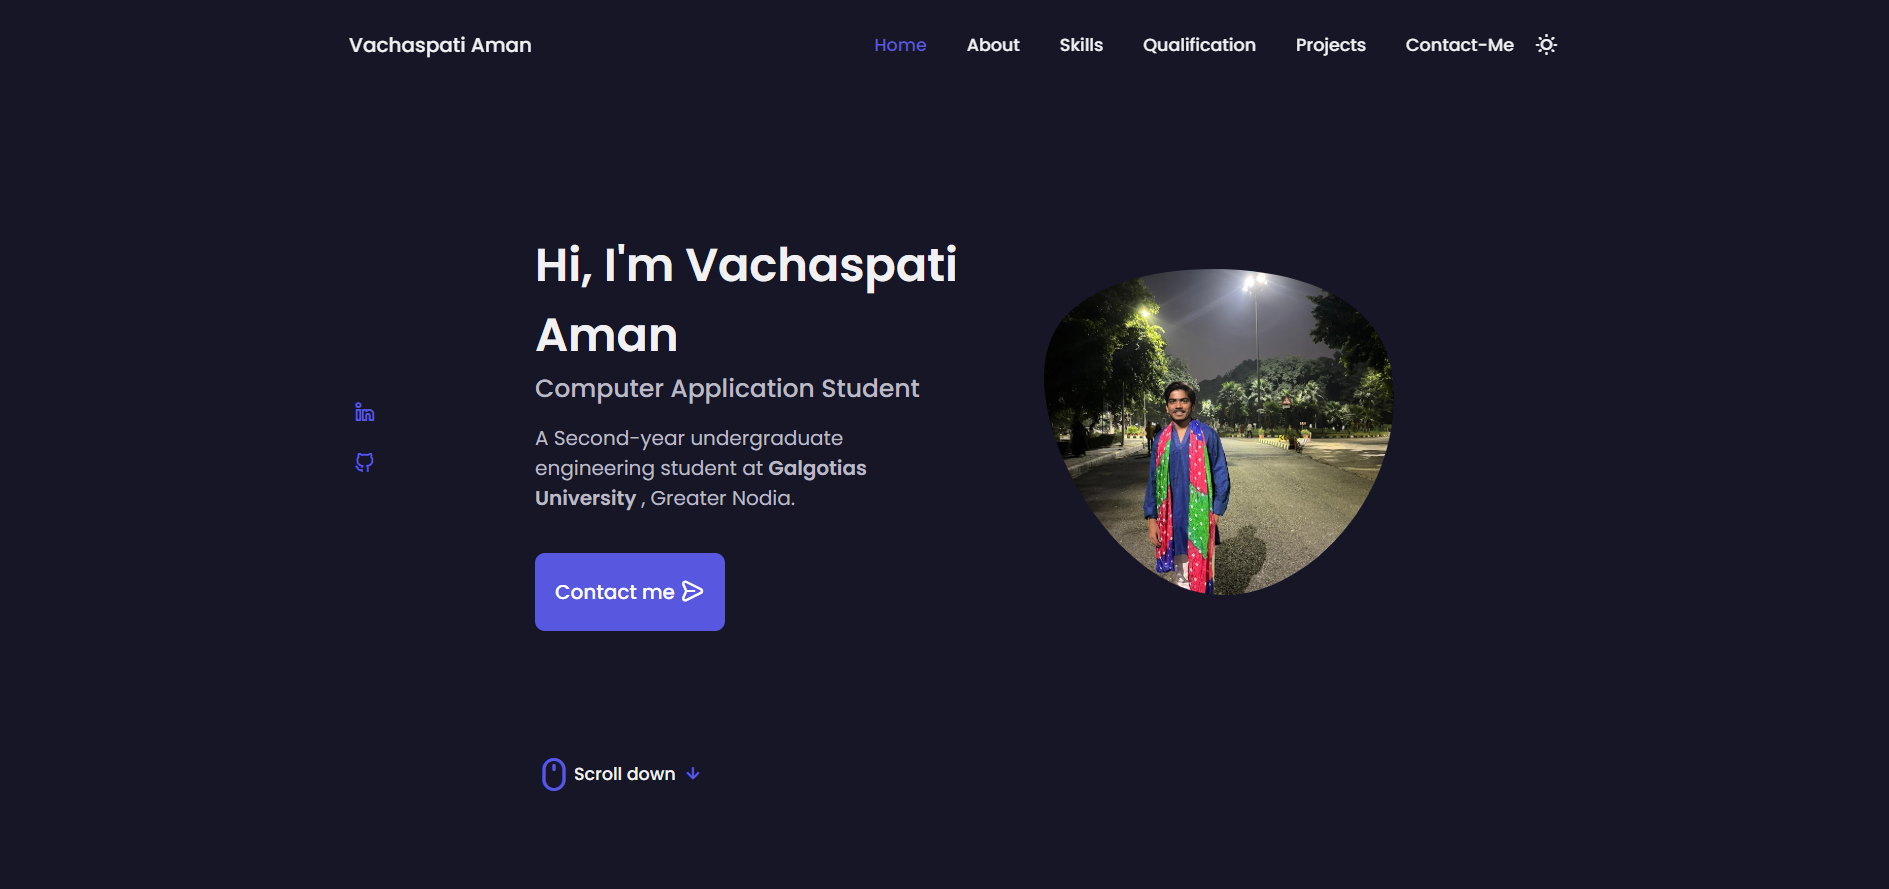 Vachaspati Aman
Home About Skills Qualification Projects Contact-Me
Hi, I'm Vachaspati
Aman
Computer Application Student
A Second-year undergraduate
engineering student at Galgotias
University , Greater Nodia.
Contact me
Scroll down